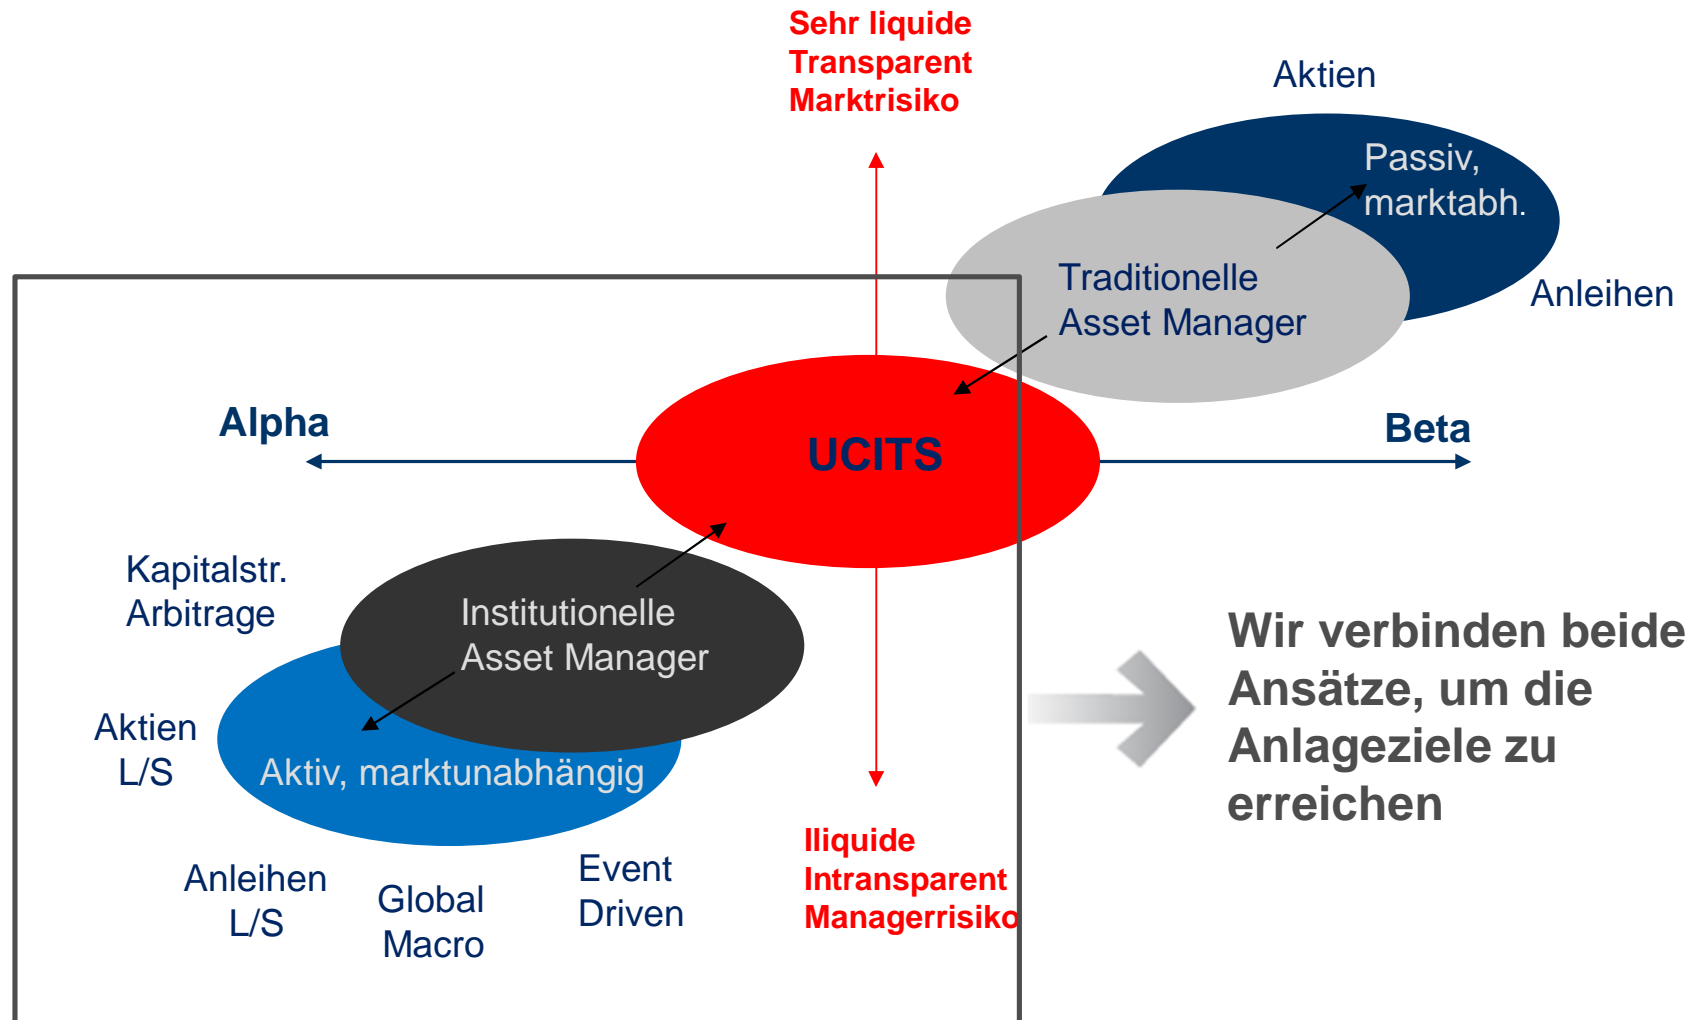 Sehr liquide
Transparent
Marktrisiko
Aktien
Passiv,
marktabh.
Traditionelle
Asset Manager
Anleihen
Alpha
UCITS
Beta
Kapitalstr.
Arbitrage
Institutionelle
Asset Manager
Aktien
L/S
Aktiv, marktunabhängig
Wir verbinden beide
Ansätze, um die
Anlageziele zu
erreichen
Anleihen
L/S
Global
Macro
Event
Driven
Iliquide
Intransparent
Managerrisiko